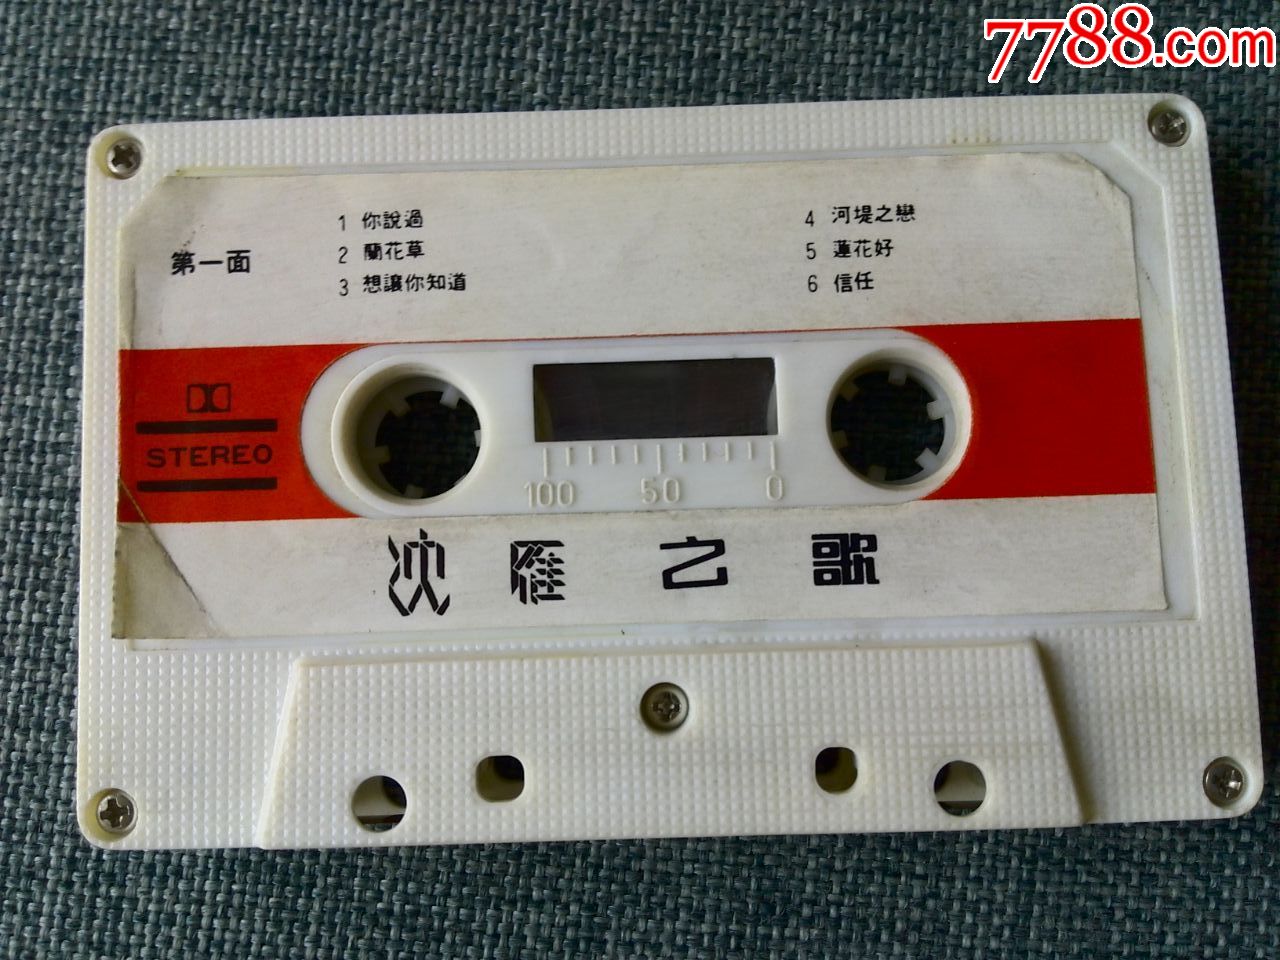 7788.com
第一面
1 你說過
2 蘭花草
3 想讓你知道
4 河堤之戀
5 蓮花好
6 信任
STEREO
100 50 0
沈雁之歌